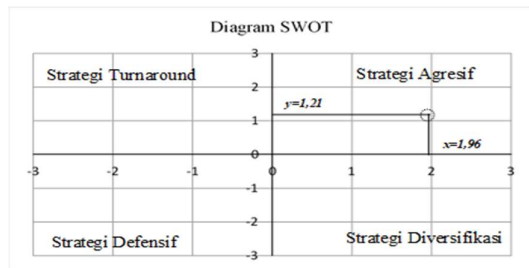 Diagram SWOT
3
Strategi Turnaround
Strategi Agresif
2
y=1,21
1
x=1,96
0
-3 -2 -1 0 1 2 3
-1
-2
Strategi Defensif
Strategi Diversifikasi
-3